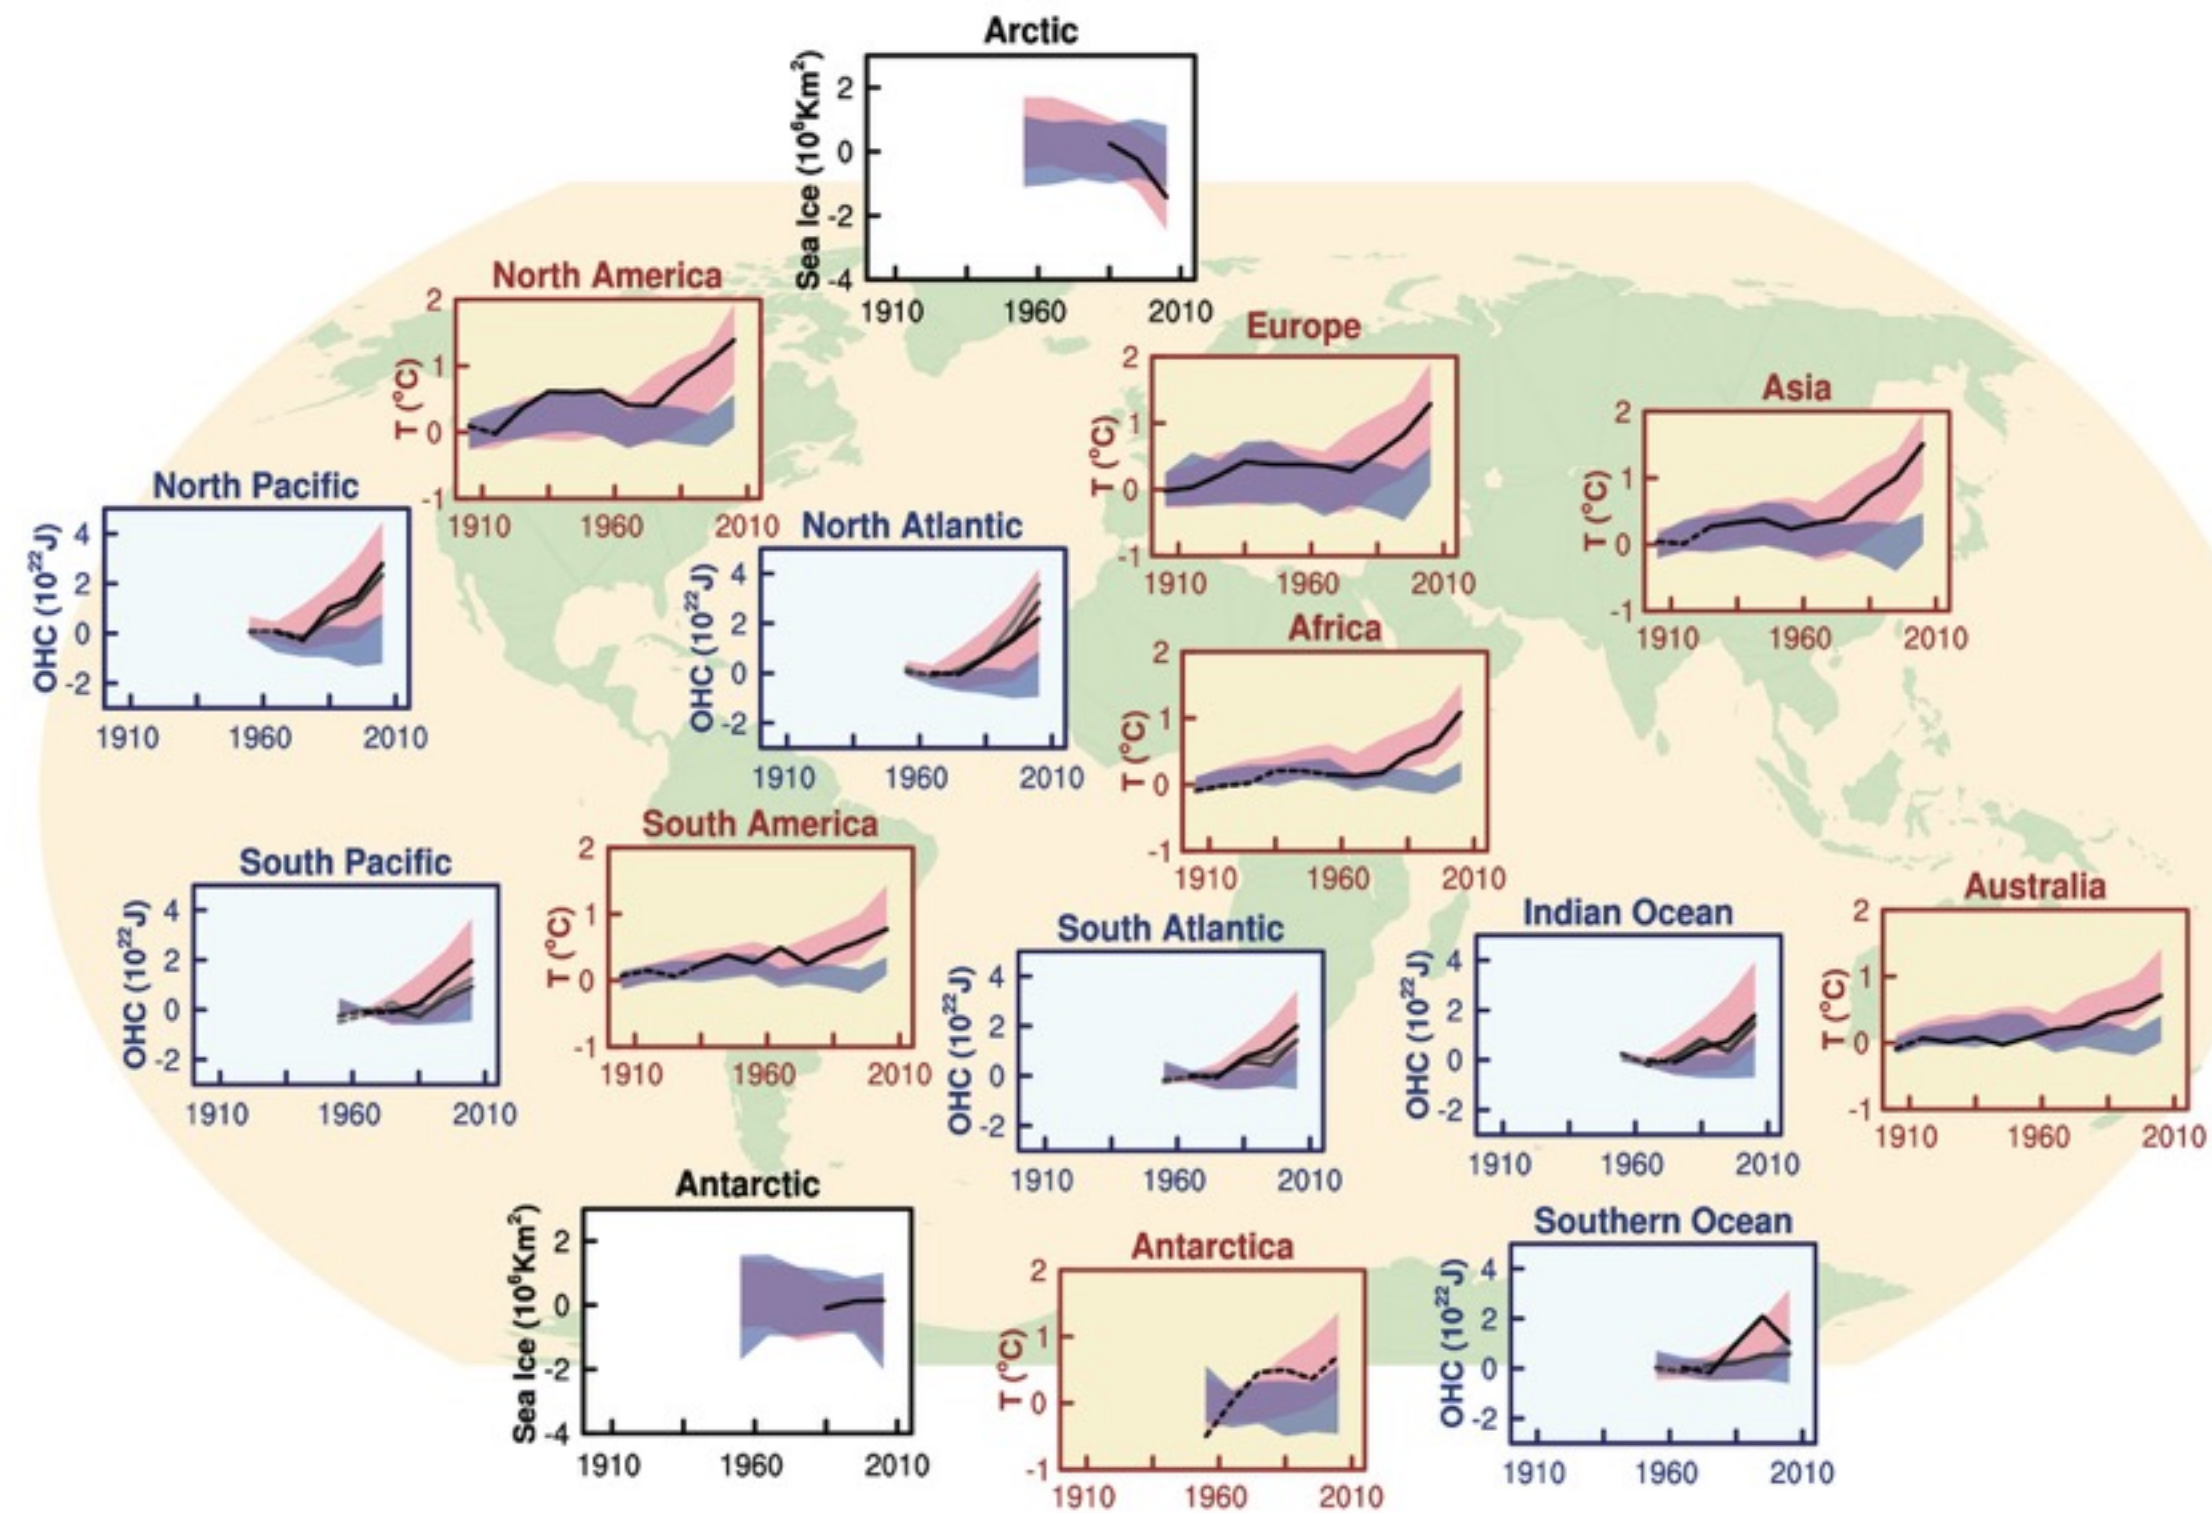 Arctic
Sea Ice (10⁶Km²)
2
0
-2
-4
1910 1960 2010
North America
T (°C)
2
1
0
-1
1910 1960 2010
Europe
T (°C)
2
1
0
-1
1910 1960 2010
Asia
T (°C)
2
1
0
-1
1910 1960 2010
North Pacific
OHC (10²²J)
4
2
0
-2
1910 1960 2010
North Atlantic
OHC (10²²J)
4
2
0
-2
1910 1960 2010
Africa
T (°C)
2
1
0
-1
1910 1960 2010
South America
T (°C)
2
1
0
-1
1910 1960 2010
South Pacific
OHC (10²²J)
4
2
0
-2
1910 1960 2010
South Atlantic
OHC (10²²J)
4
2
0
-2
1910 1960 2010
Indian Ocean
OHC (10²²J)
4
2
0
-2
1910 1960 2010
Australia
T (°C)
2
1
0
-1
1910 1960 2010
Antarctic
Sea Ice (10⁶Km²)
2
0
-2
-4
1910 1960 2010
Antarctica
T (°C)
2
1
0
-1
1910 1960 2010
Southern Ocean
OHC (10²²J)
4
2
0
-2
1910 1960 2010